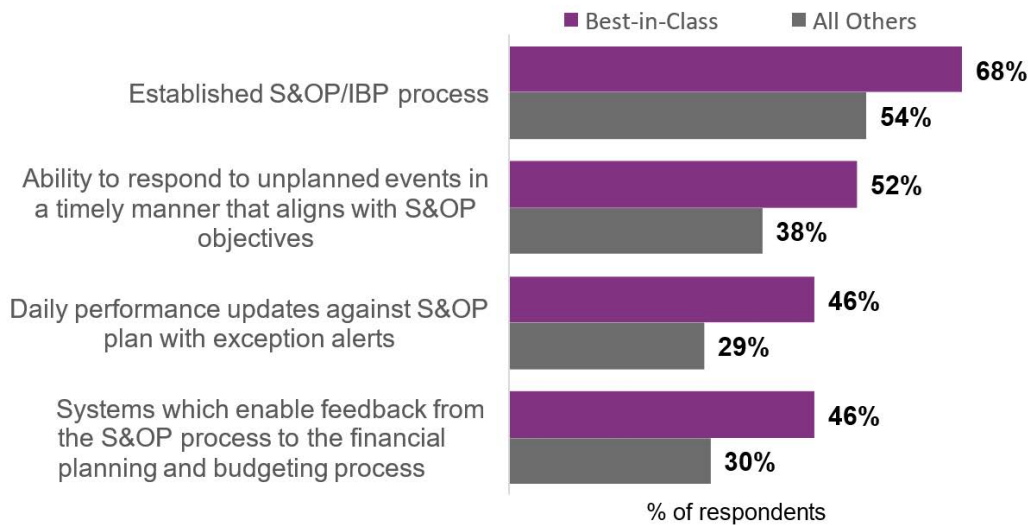 Best-in-Class All Others
Established S&OP/IBP process
68%
54%
Ability to respond to unplanned events in
a timely manner that aligns with S&OP
objectives
52%
38%
Daily performance updates against S&OP
plan with exception alerts
46%
29%
Systems which enable feedback from
the S&OP process to the financial
planning and budgeting process
46%
30%
% of respondents